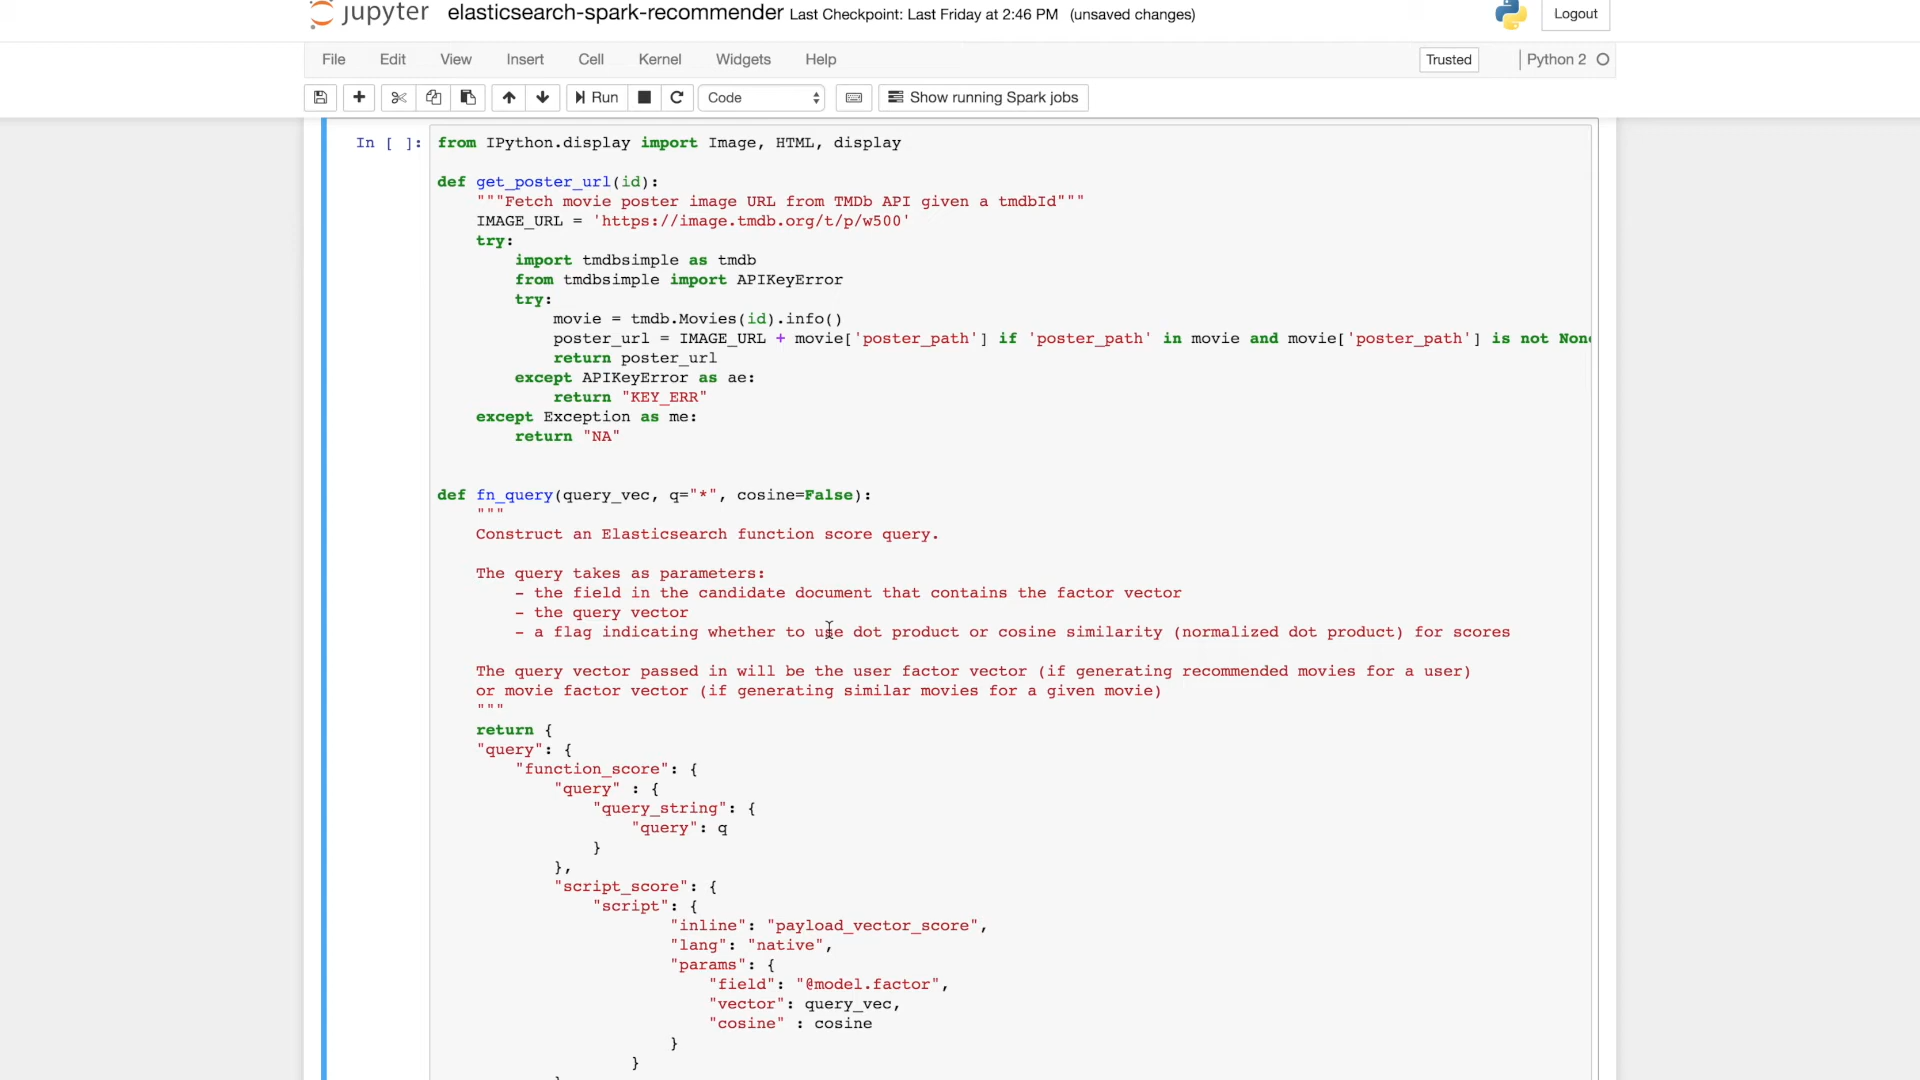 jupyter elasticsearch-spark-recommender Last Checkpoint: Last Friday at 2:46 PM (unsaved changes) Logout
File Edit View Insert Cell Kernel Widgets Help Trusted Python 2
Run Code Show running Spark jobs
In [ ]: from IPython.display import Image, HTML, display
def get_poster_url(id):
"""Fetch movie poster image URL from TMDb API given a tmdbId"""
IMAGE_URL = 'https://image.tmdb.org/t/p/w500'
try:
import tmdbsimple as tmdb
from tmdbsimple import APIKeyError
try:
movie = tmdb.Movies(id).info()
poster_url = IMAGE_URL + movie['poster_path'] if 'poster_path' in movie and movie['poster_path'] is not None
return poster_url
except APIKeyError as ae:
return "KEY_ERR"
except Exception as me:
return "NA"
def fn_query(query_vec, q="*", cosine=False):
"""
Construct an Elasticsearch function score query.
The query takes as parameters:
- the field in the candidate document that contains the factor vector
- the query vector
- a flag indicating whether to use dot product or cosine similarity (normalized dot product) for scores
The query vector passed in will be the user factor vector (if generating recommended movies for a user)
or movie factor vector (if generating similar movies for a given movie)
"""
return {
"query": {
"function_score": {
"query" : {
"query_string": {
"query": q
}
},
"script_score": {
"script": {
"inline": "payload_vector_score",
"lang": "native",
"params": {
"field": "@model.factor",
"vector": query_vec,
"cosine" : cosine
}
}